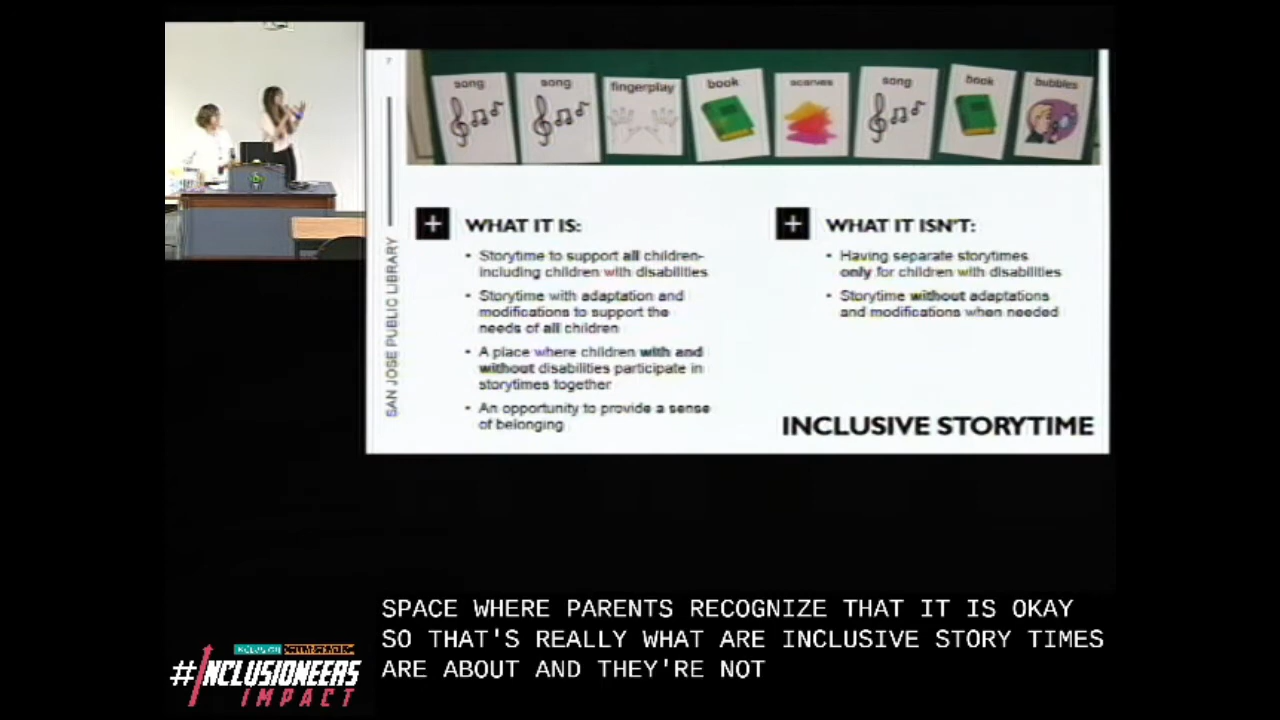 7
song
song
fingerplay
book
scarves
song
book
bubbles
SAN JOSE PUBLIC LIBRARY
WHAT IT IS:
• Storytime to support all children-
including children with disabilities
• Storytime with adaptation and
modifications to support the
needs of all children
• A place where children with and
without disabilities participate in
storytimes together
• An opportunity to provide a sense
of belonging
WHAT IT ISN'T:
• Having separate storytimes
only for children with disabilities
• Storytime without adaptations
and modifications when needed
INCLUSIVE STORYTIME
SPACE WHERE PARENTS RECOGNIZE THAT IT IS OKAY
SO THAT'S REALLY WHAT ARE INCLUSIVE STORY TIMES
ARE ABOUT AND THEY'RE NOT
#INCLUSIONEERS
IMPACT